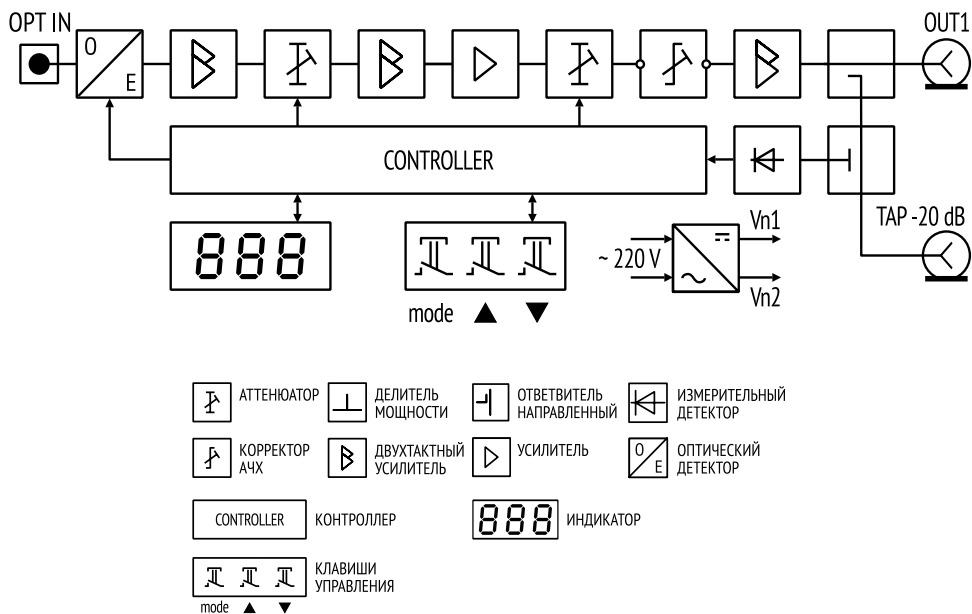 OPT IN
OUT1
O
E
CONTROLLER
TAP -20 dB
888
~ 220 V
Vn1
Vn2
mode ▲ ▼
АТТЕНЮАТОР
ДЕЛИТЕЛЬ
МОЩНОСТИ
ОТВЕТВИТЕЛЬ
НАПРАВЛЕННЫЙ
ИЗМЕРИТЕЛЬНЫЙ
ДЕТЕКТОР
КОРРЕКТОР
АЧХ
ДВУХТАКТНЫЙ
УСИЛИТЕЛЬ
УСИЛИТЕЛЬ
O
E
ОПТИЧЕСКИЙ
ДЕТЕКТОР
CONTROLLER
КОНТРОЛЛЕР
888
ИНДИКАТОР
КЛАВИШИ
УПРАВЛЕНИЯ
mode ▲ ▼